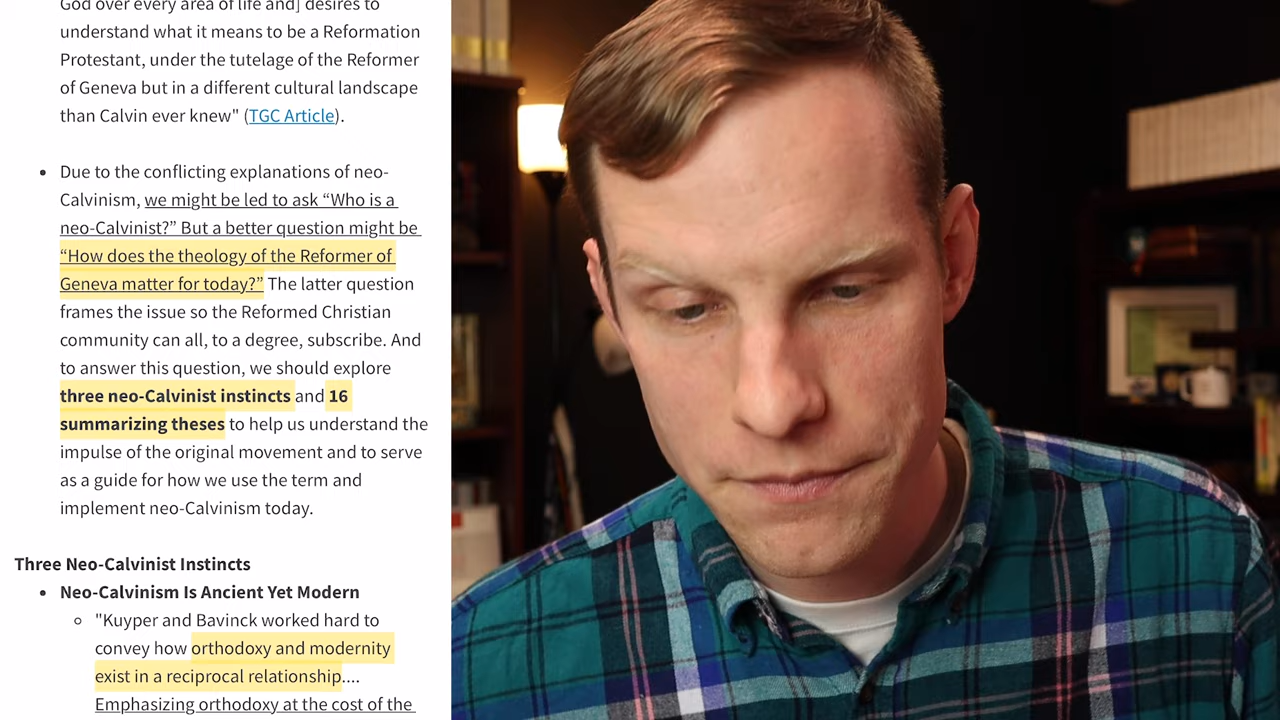 God over every area of life and] desires to
understand what it means to be a Reformation
Protestant, under the tutelage of the Reformer
of Geneva but in a different cultural landscape
than Calvin ever knew" (TGC Article).
• Due to the conflicting explanations of neo-
Calvinism, we might be led to ask “Who is a
neo-Calvinist?” But a better question might be
“How does the theology of the Reformer of
Geneva matter for today?” The latter question
frames the issue so the Reformed Christian
community can all, to a degree, subscribe. And
to answer this question, we should explore
three neo-Calvinist instincts and 16
summarizing theses to help us understand the
impulse of the original movement and to serve
as a guide for how we use the term and
implement neo-Calvinism today.
Three Neo-Calvinist Instincts
• Neo-Calvinism Is Ancient Yet Modern
○ "Kuyper and Bavinck worked hard to
convey how orthodoxy and modernity
exist in a reciprocal relationship....
Emphasizing orthodoxy at the cost of the